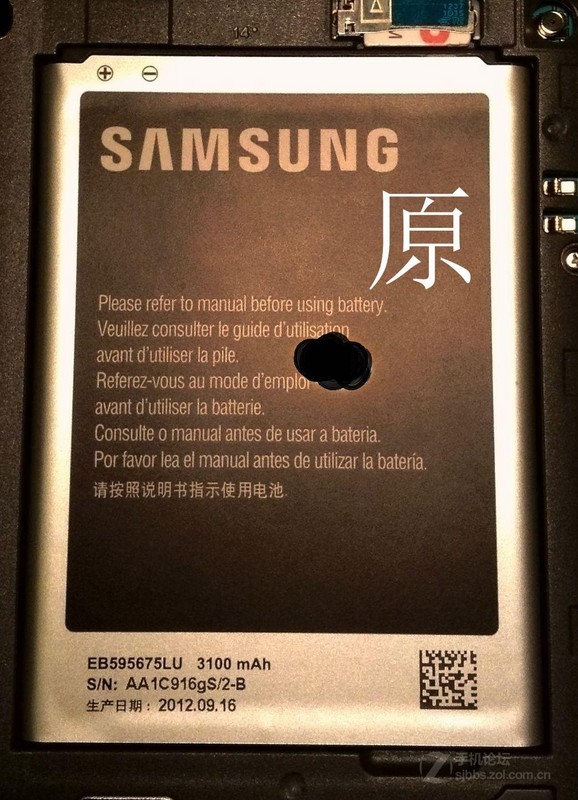 14*
SAMSUNG
原
Please refer to manual before using battery.
Veuillez consulter le guide d'utilisation
avant d'utiliser la pile.
Referez-vous au mode d'emploi
avant d'utiliser la batterie.
Consulte o manual antes de usar a bateria.
Por favor lea el manual antes de utilizar la batería.
请按照说明书指示使用电池.
EB595675LU 3100 mAh
S/N: AA1C916gS/2-B
生产日期: 2012.09.16
Z 手机论坛
sjbbs.zol.com.cn